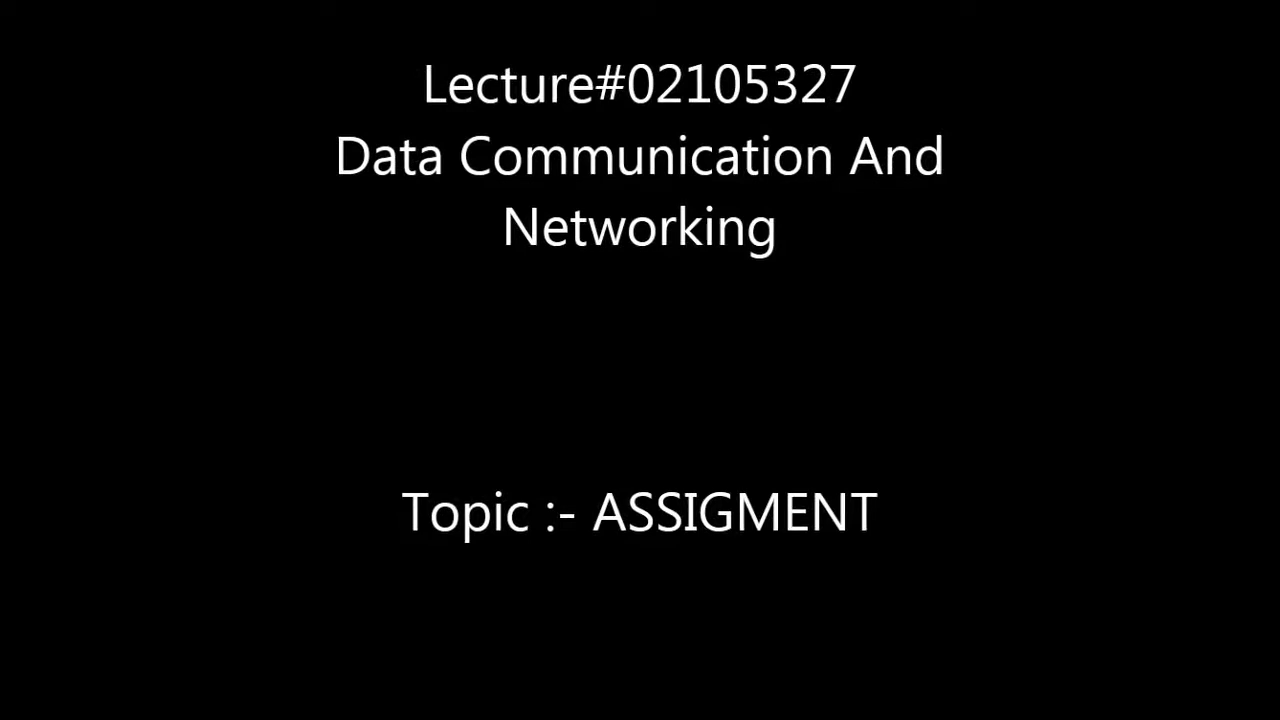 Lecture#02105327
Data Communication And
Networking
Topic :- ASSIGMENT